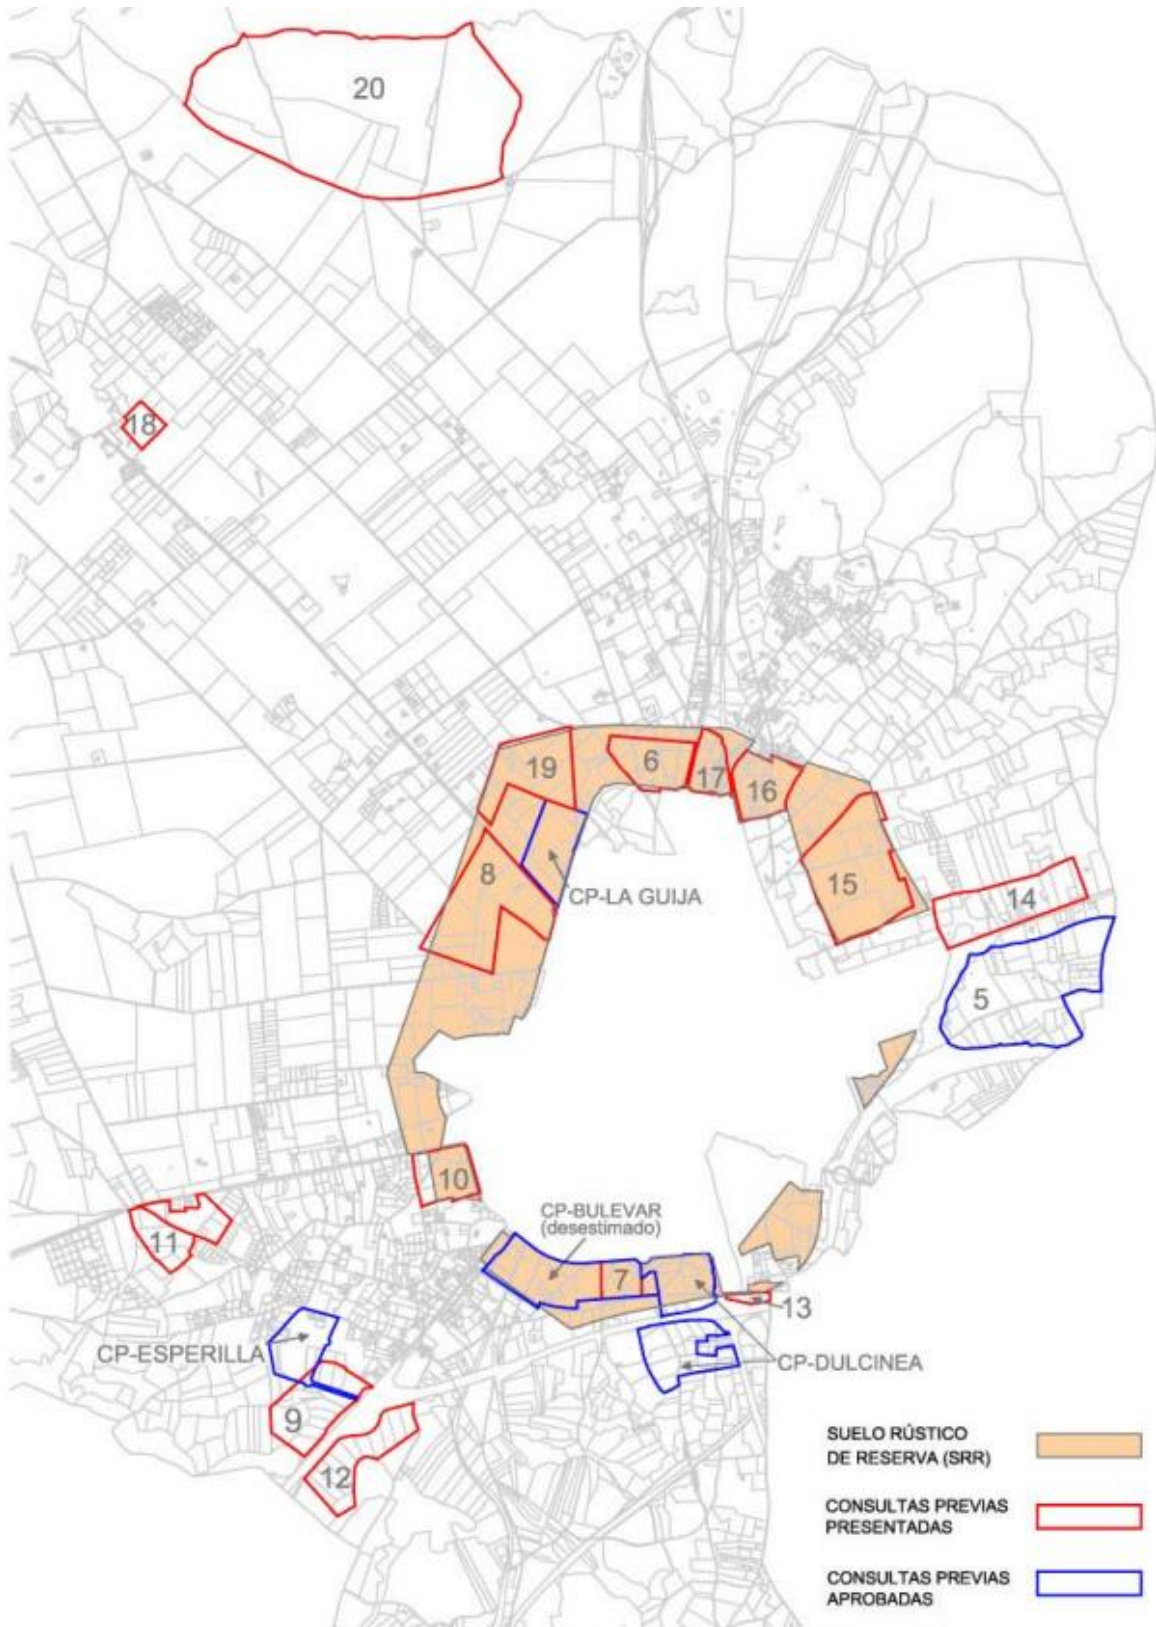 20
18
19
6
17
16
8
CP-LA GUIJA
15
14
5
10
11
CP-BULEVAR
(desestimado)
7
13
CP-ESPERILLA
CP-DULCINEA
9
12
SUELO RÚSTICO
DE RESERVA (SRR)
CONSULTAS PREVIAS
PRESENTADAS
CONSULTAS PREVIAS
APROBADAS